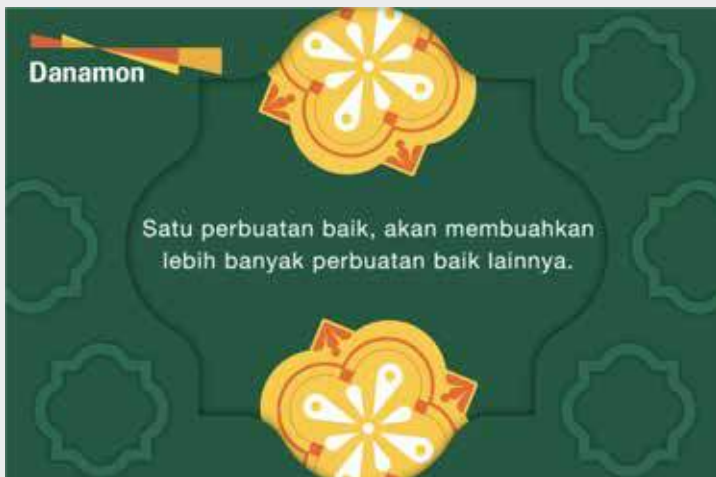 Danamon
Satu perbuatan baik, akan membuahkan
lebih banyak perbuatan baik lainnya.